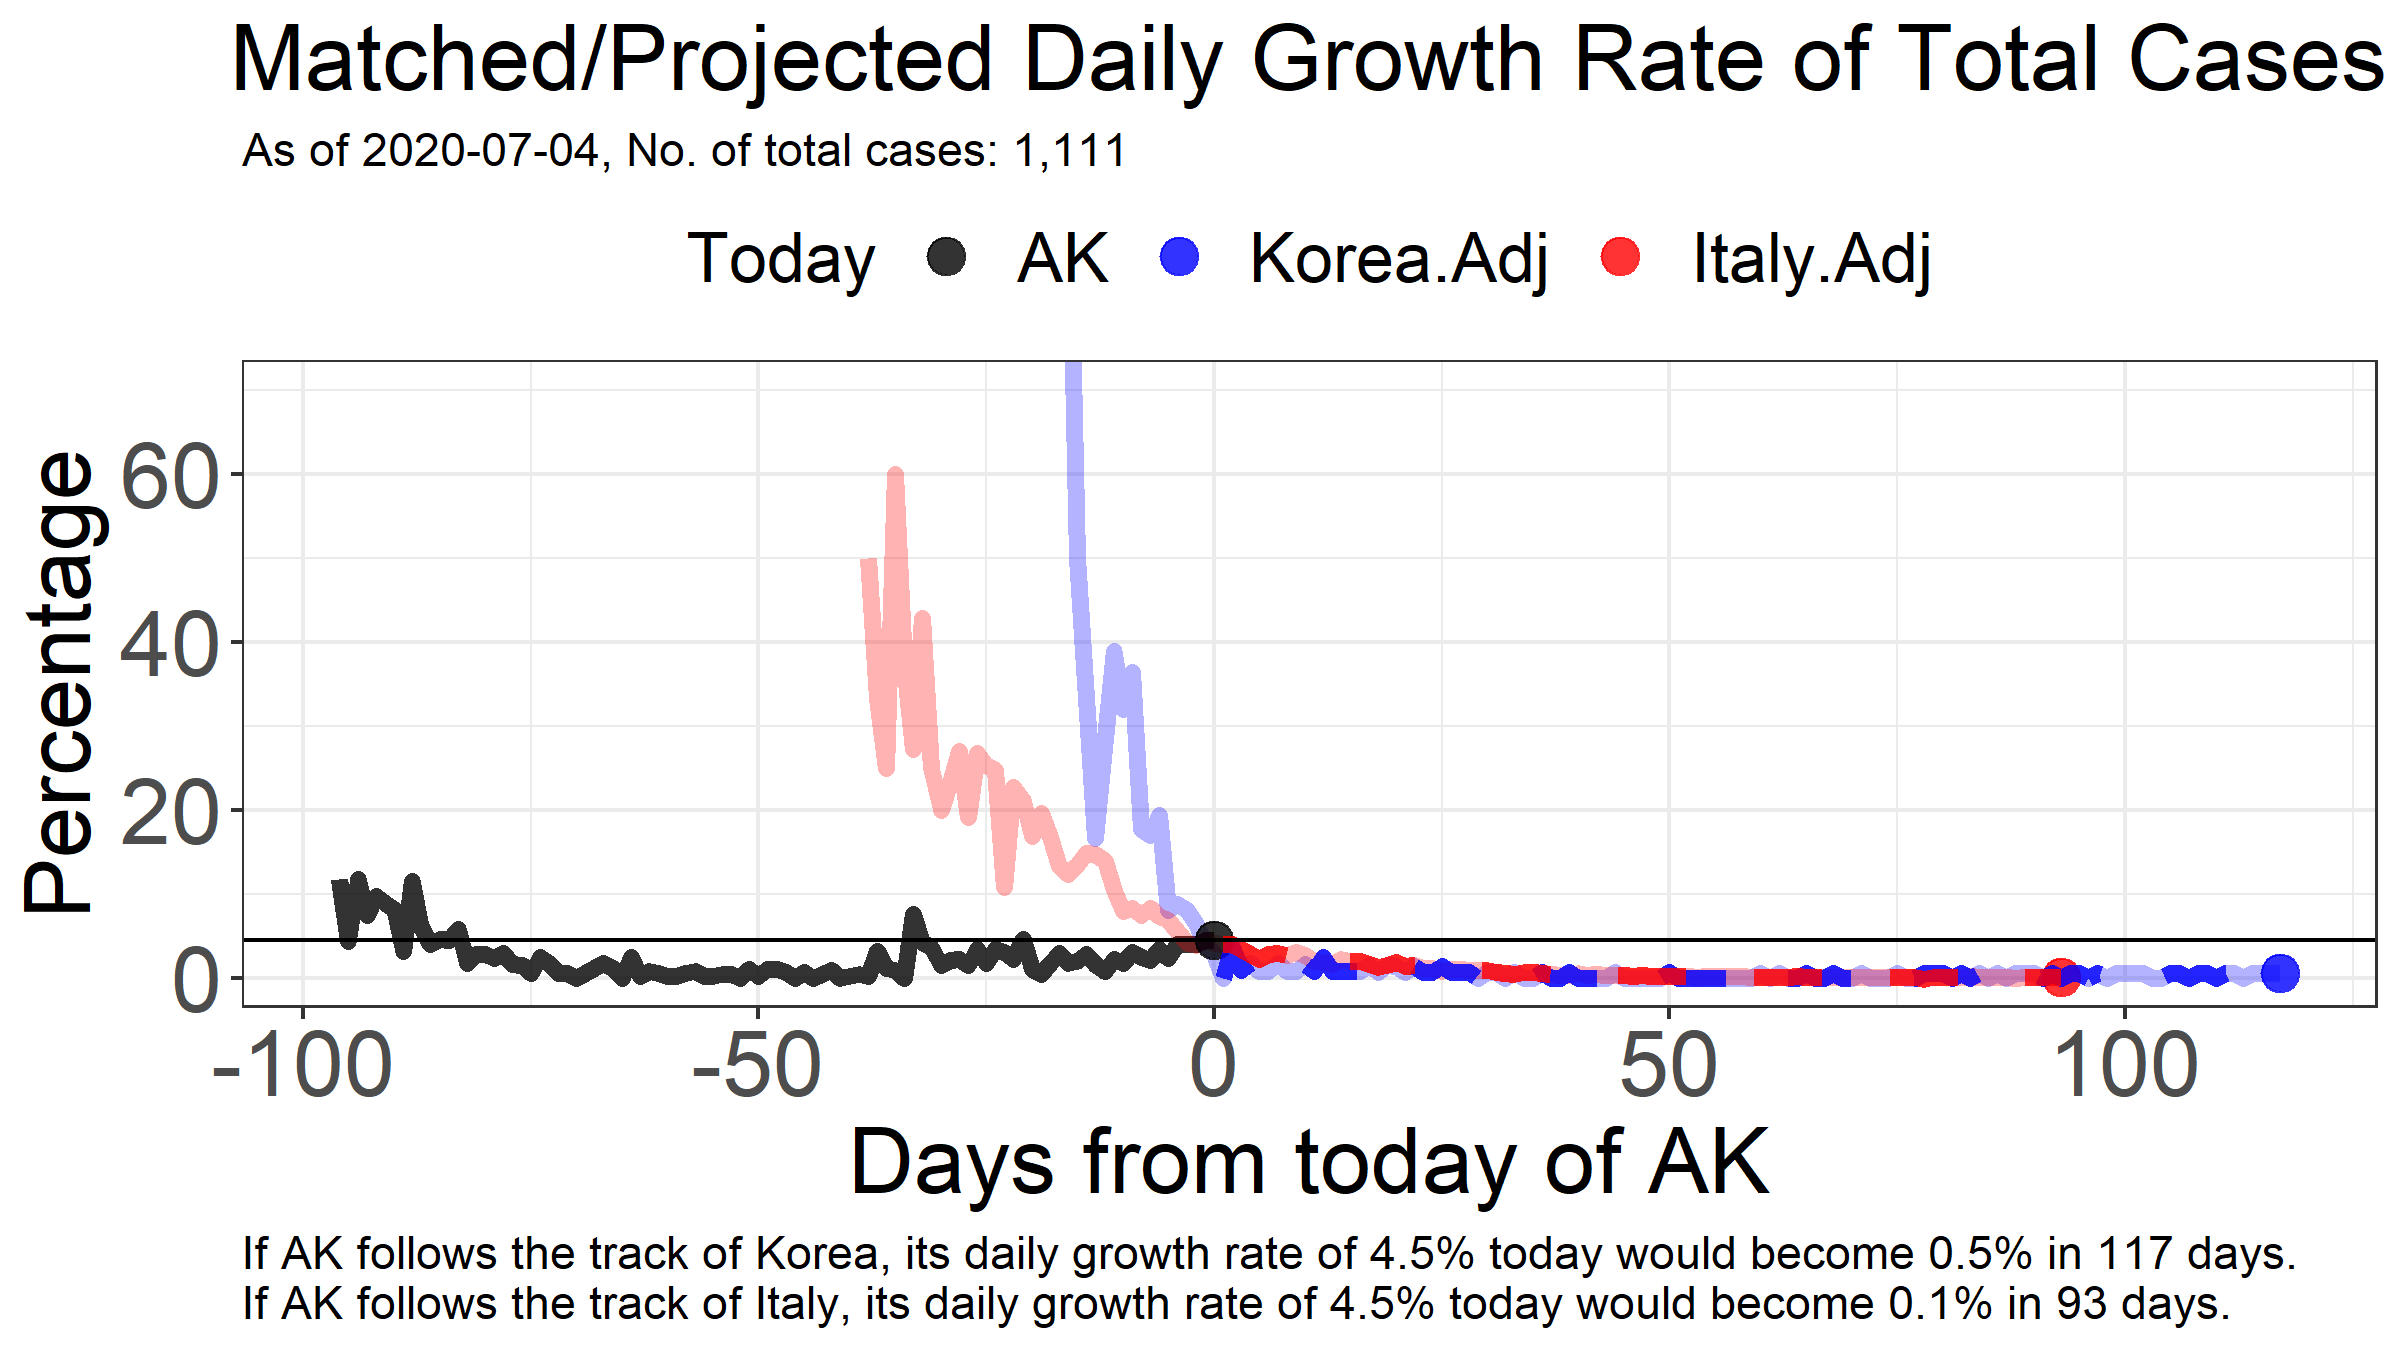 Matched/Projected Daily Growth Rate of Total Cases
As of 2020-07-04, No. of total cases: 1,111
Today AK Korea.Adj Italy.Adj
Percentage
60
40
20
0
-100 -50 0 50 100
Days from today of AK
If AK follows the track of Korea, its daily growth rate of 4.5% today would become 0.5% in 117 days.
If AK follows the track of Italy, its daily growth rate of 4.5% today would become 0.1% in 93 days.